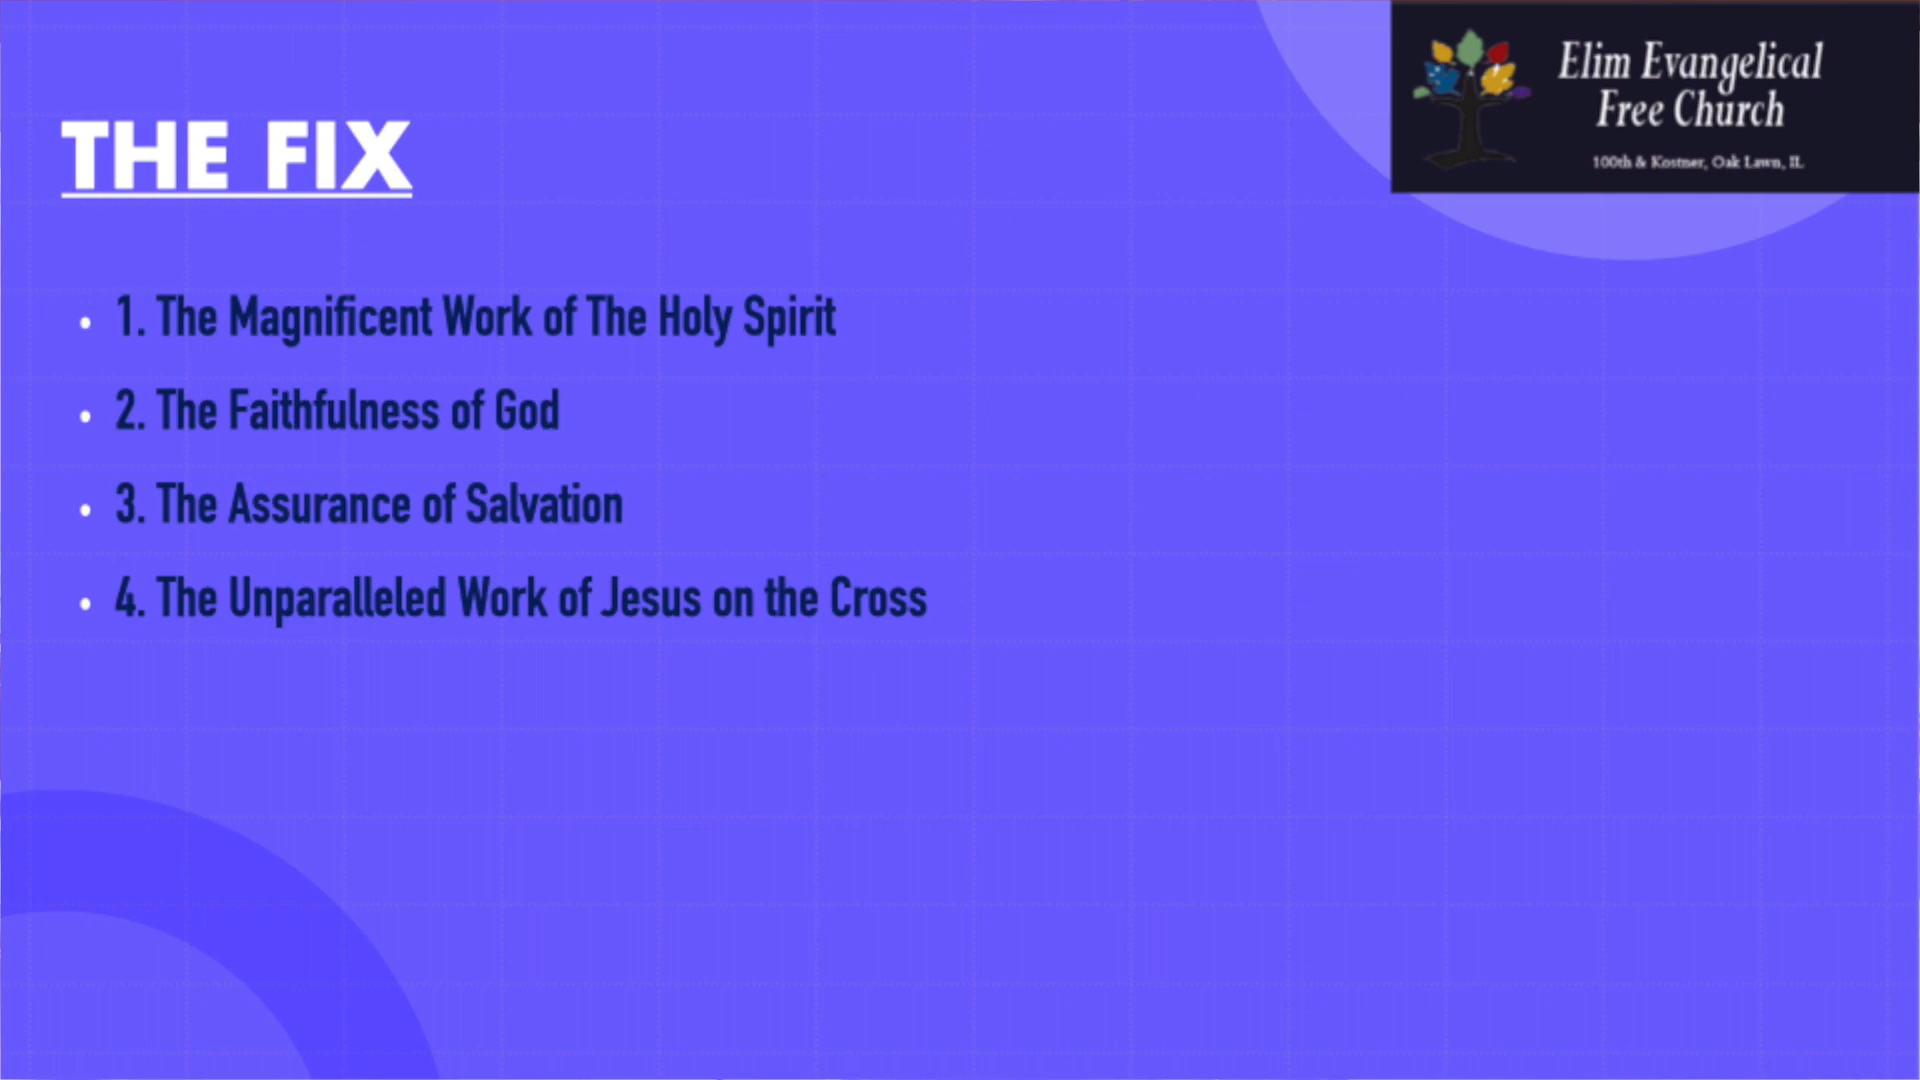 THE FIX
Elim Evangelical
Free Church
100th & Kostner, Oak Lawn, IL
• 1. The Magnificent Work of The Holy Spirit
• 2. The Faithfulness of God
• 3. The Assurance of Salvation
• 4. The Unparalleled Work of Jesus on the Cross